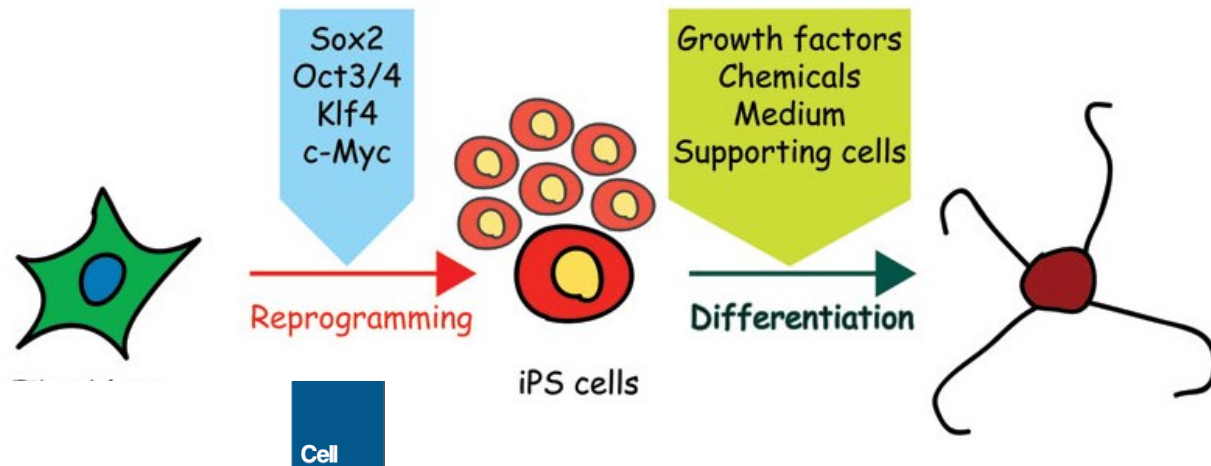 Sox2
Oct3/4
Klf4
c-Myc
Growth factors
Chemicals
Medium
Supporting cells
Reprogramming
Differentiation
iPS cells
Cell